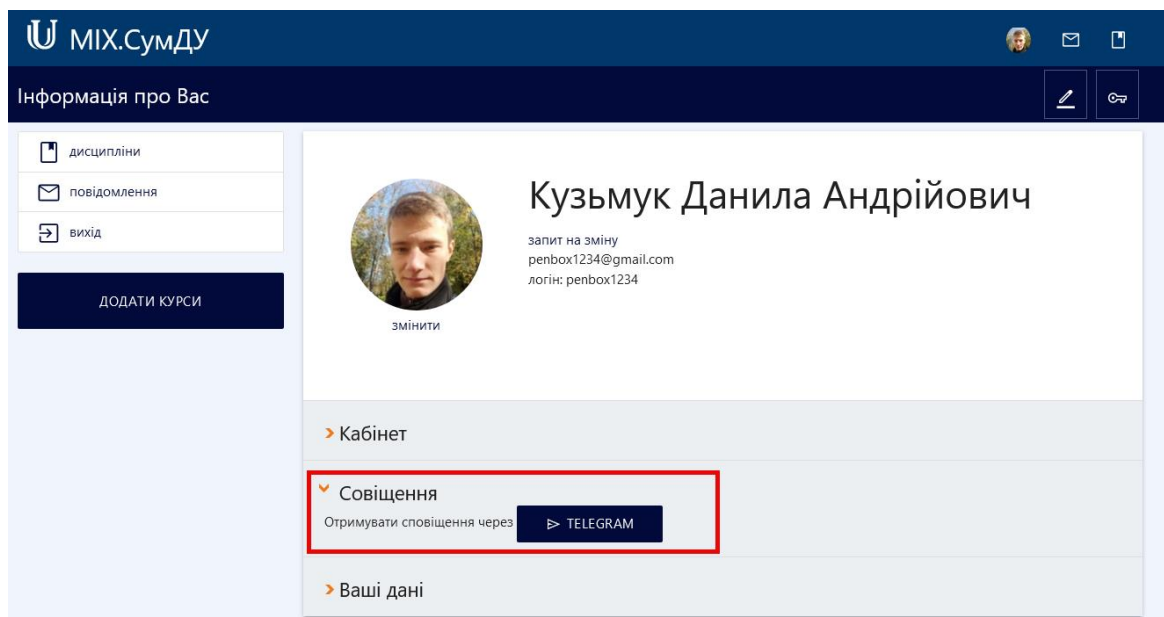 МІХ.СумДУ
Інформація про Вас
дисципліни
повідомлення
вихід
ДОДАТИ КУРСИ
Кузьмук Данила Андрійович
запит на зміну
penbox1234@gmail.com
логін: penbox1234
змінити
Кабінет
Совіщення
Отримувати сповіщення через TELEGRAM
Ваші дані